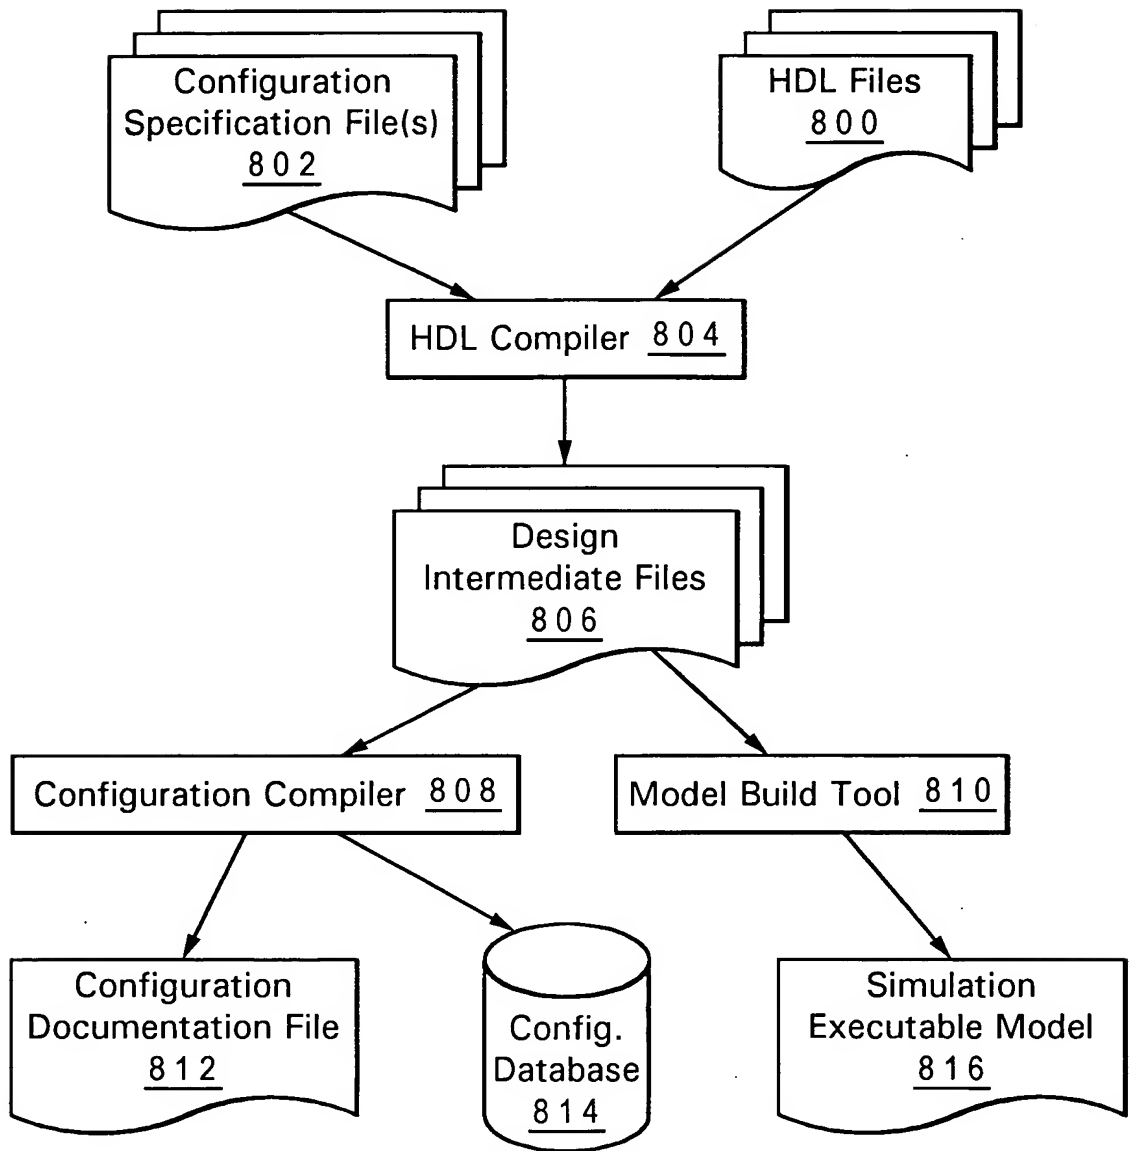 Configuration
Specification File(s)
802
HDL Files
800
HDL Compiler 804
Design
Intermediate Files
806
Configuration Compiler 808
Model Build Tool 810
Configuration
Documentation File
812
Config.
Database
814
Simulation
Executable Model
816